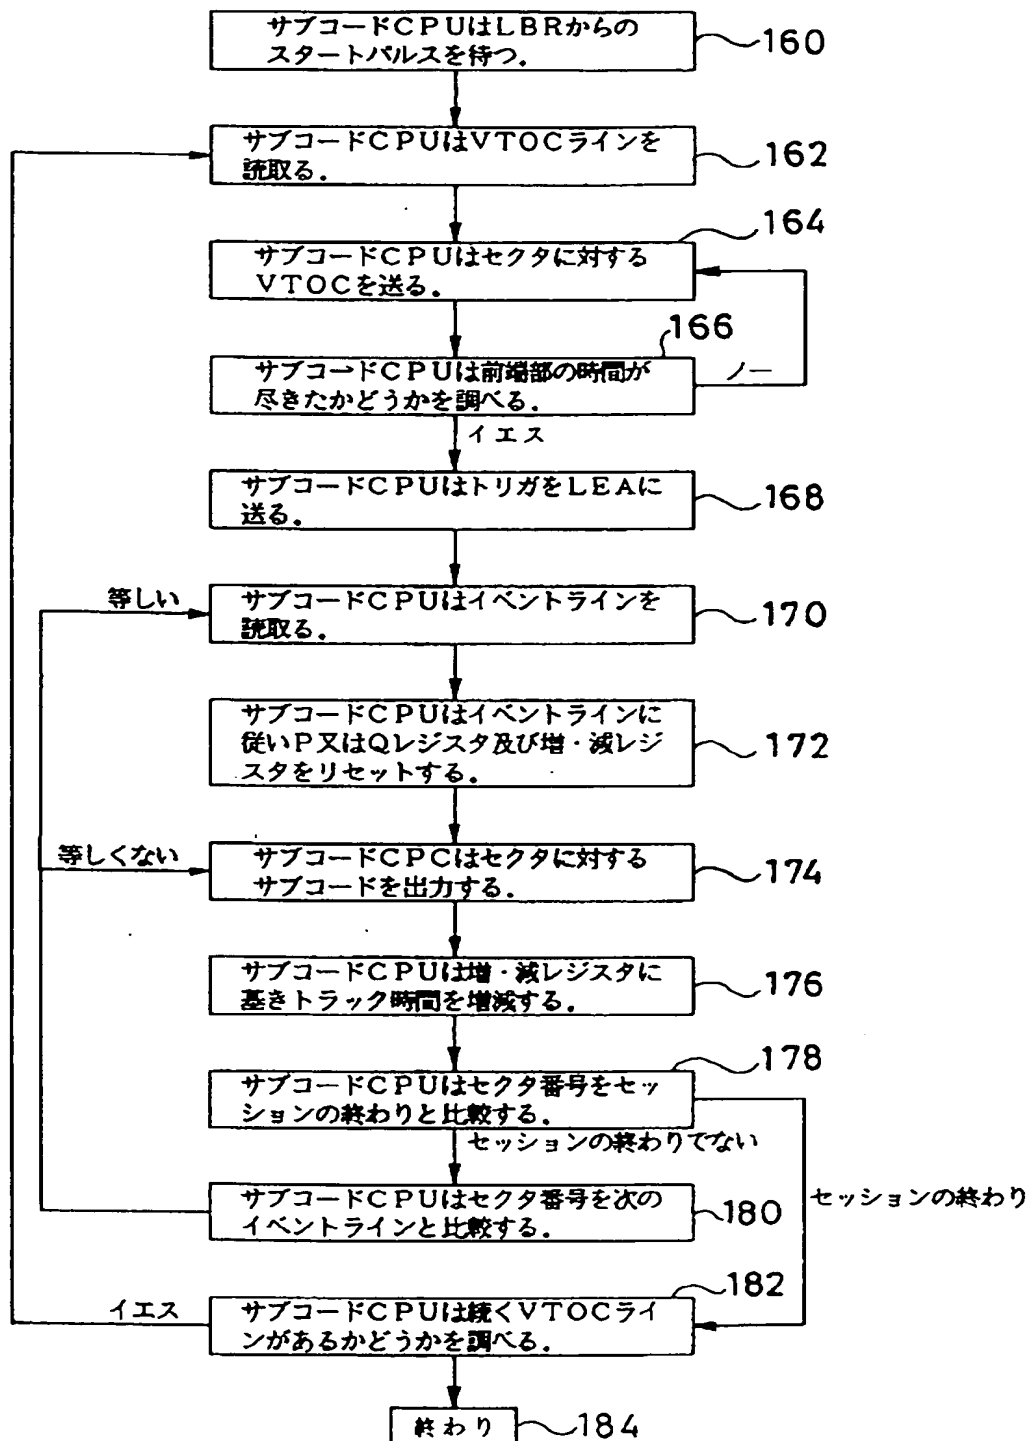 サブコードCPUはLBRからの
スタートパルスを待つ.
160
サブコードCPUはVTOCラインを
読取る.
162
164
サブコードCPUはセクタに対する
VTOCを送る.
166
サブコードCPUは前端部の時間が
尽きたかどうかを調べる.
ノー
イエス
サブコードCPUはトリガをLEAに
送る.
168
等しい
サブコードCPUはイベントラインを
読取る.
170
サブコードCPUはイベントラインに
従いP又はQレジスタ及び増・減レジ
スタをリセットする.
172
等しくない
サブコードCPCはセクタに対する
サブコードを出力する.
174
サブコードCPUは増・減レジスタに
基きトラック時間を増減する.
176
178
サブコードCPUはセクタ番号をセッ
ションの終わりと比較する.
セッションの終わりでない
サブコードCPUはセクタ番号を次の
イベントラインと比較する.
180
セッションの終わり
182
イエス
サブコードCPUは続くVTOCライ
ンがあるかどうかを調べる.
終わり
184